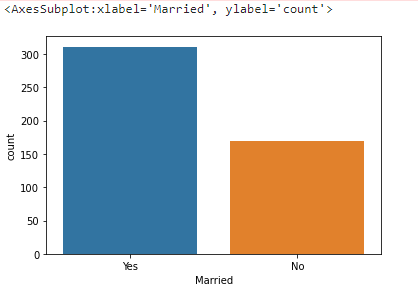 <AxesSubplot:xlabel='Married', ylabel='count'>
300
250
200
150
100
50
0
count
Yes
No
Married